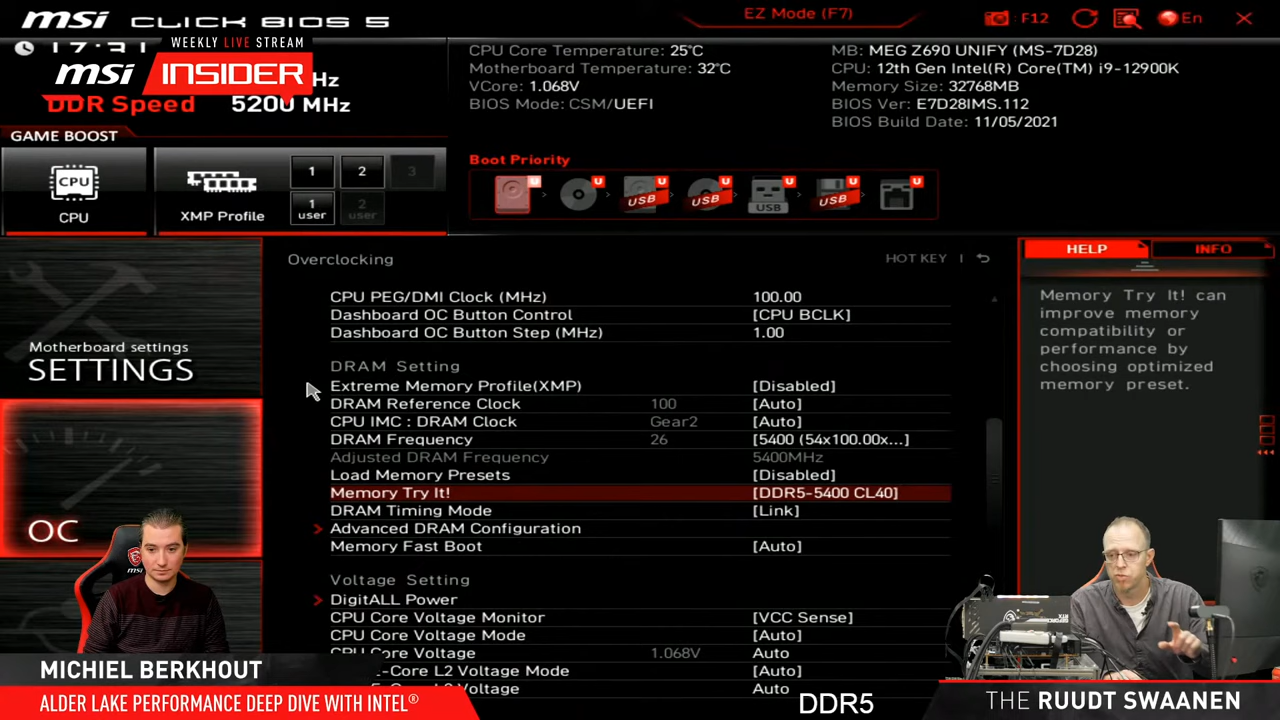 msi CLICK BIOS 5
EZ Mode (F7)
F12
En
WEEKLY LIVE STREAM
msi INSIDER
DDR Speed 5200 MHz
CPU Core Temperature: 25°C
Motherboard Temperature: 32°C
VCore: 1.068V
BIOS Mode: CSM/UEFI
MB: MEG Z690 UNIFY (MS-7D28)
CPU: 12th Gen Intel(R) Core(TM) i9-12900K
Memory Size: 32768MB
BIOS Ver: E7D28IMS.112
BIOS Build Date: 11/05/2021
GAME BOOST
CPU
CPU
XMP Profile
1 2 3
1 user 2 user
Boot Priority
U U U U U U U
USB USB USB USB
Motherboard settings
SETTINGS
OC
Overclocking
HOT KEY
CPU PEG/DMI Clock (MHz) 100.00
Dashboard OC Button Control [CPU BCLK]
Dashboard OC Button Step (MHz) 1.00
DRAM Setting
Extreme Memory Profile(XMP) [Disabled]
DRAM Reference Clock 100 [Auto]
CPU IMC : DRAM Clock Gear2 [Auto]
DRAM Frequency 26 [5400 (54x100.00x...]
Adjusted DRAM Frequency 5400MHz
Load Memory Presets [Disabled]
Memory Try It! [DDR5-5400 CL40]
DRAM Timing Mode [Link]
Advanced DRAM Configuration
Memory Fast Boot [Auto]
Voltage Setting
DigitALL Power
CPU Core Voltage Monitor [VCC Sense]
CPU Core Voltage Mode [Auto]
CPU Core Voltage 1.068V Auto
E-Core L2 Voltage Mode [Auto]
L2 Voltage Auto
HELP
INFO
Memory Try It! can
improve memory
compatibility or
performance by
choosing optimized
memory preset.
MICHIEL BERKHOUT
ALDER LAKE PERFORMANCE DEEP DIVE WITH INTEL®
DDR5
THE RUUDT SWAANEN